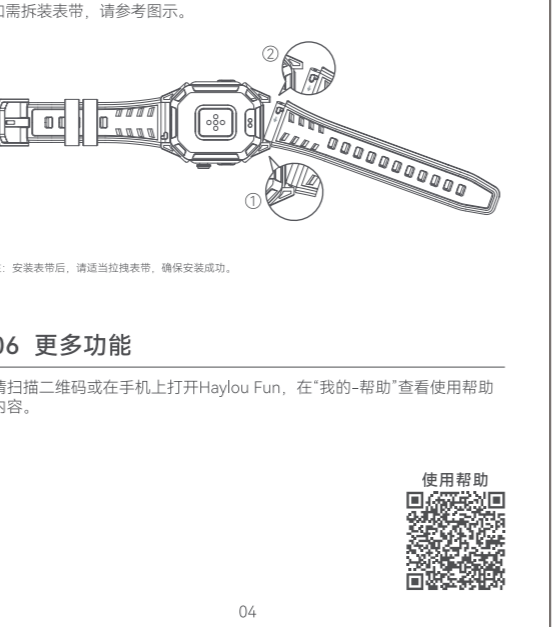 需拆装表带，请参考图示。
②
①
：安装表带后，请适当拉拽表带，确保安装成功。
06 更多功能
请扫描二维码或在手机上打开Haylou Fun，在“我的-帮助”查看使用帮助
内容。
使用帮助
04